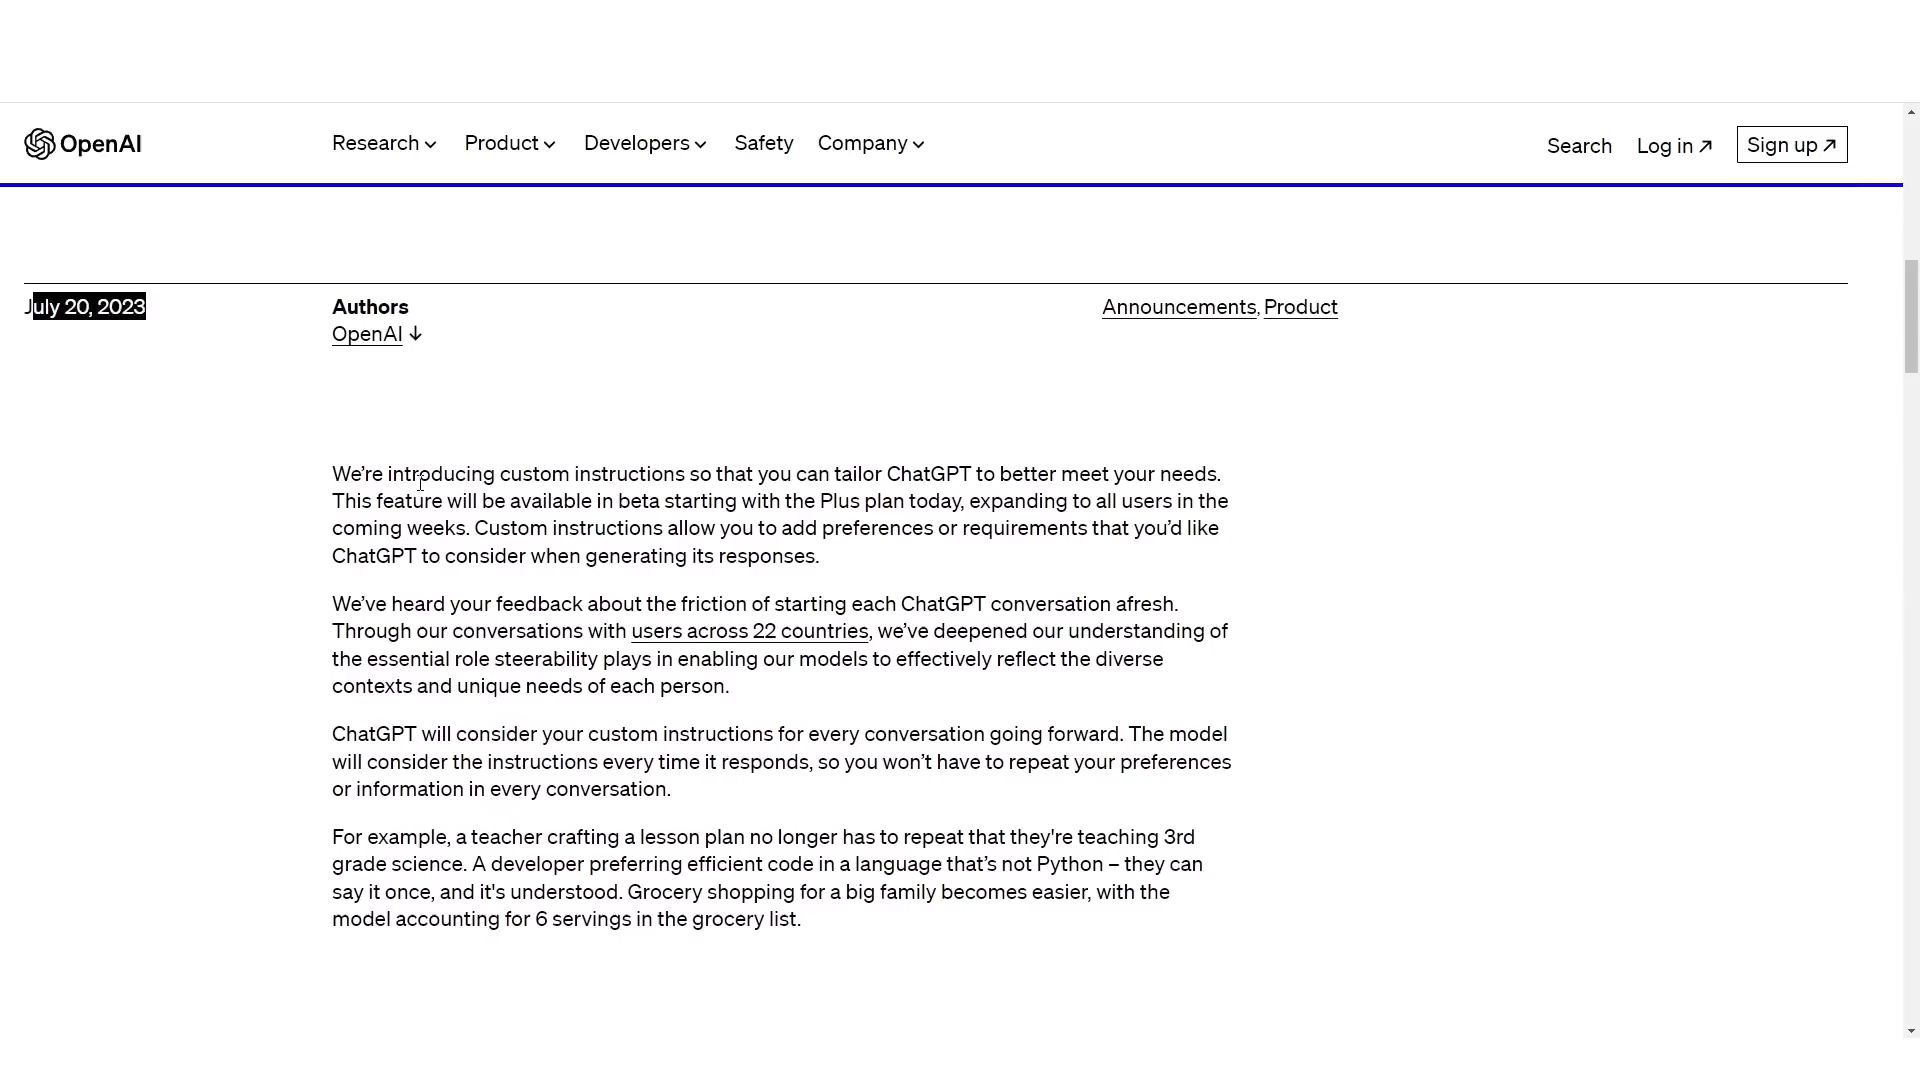 OpenAI Research Product Developers Safety Company Search Log in ↗ Sign up ↗
July 20, 2023 Authors Announcements, Product
OpenAI ↓
We’re introducing custom instructions so that you can tailor ChatGPT to better meet your needs.
This feature will be available in beta starting with the Plus plan today, expanding to all users in the
coming weeks. Custom instructions allow you to add preferences or requirements that you’d like
ChatGPT to consider when generating its responses.
We’ve heard your feedback about the friction of starting each ChatGPT conversation afresh.
Through our conversations with users across 22 countries, we’ve deepened our understanding of
the essential role steerability plays in enabling our models to effectively reflect the diverse
contexts and unique needs of each person.
ChatGPT will consider your custom instructions for every conversation going forward. The model
will consider the instructions every time it responds, so you won’t have to repeat your preferences
or information in every conversation.
For example, a teacher crafting a lesson plan no longer has to repeat that they're teaching 3rd
grade science. A developer preferring efficient code in a language that’s not Python – they can
say it once, and it's understood. Grocery shopping for a big family becomes easier, with the
model accounting for 6 servings in the grocery list.